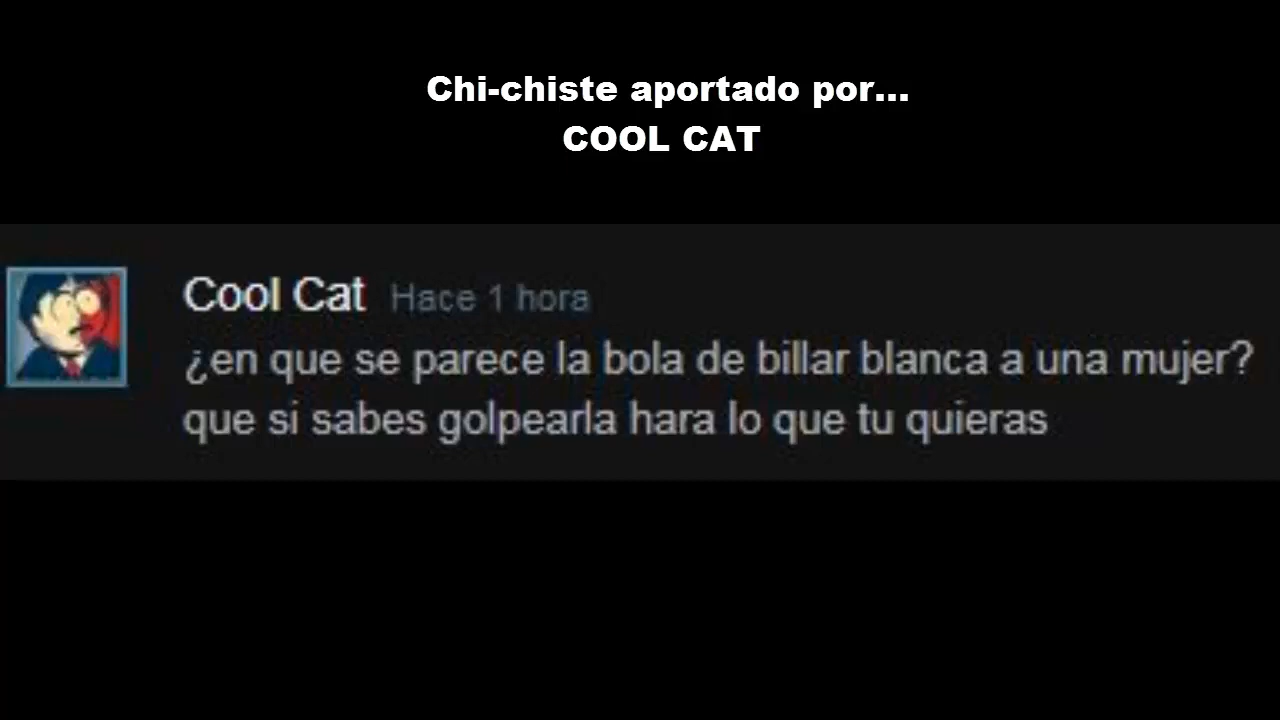 Chi-chiste aportado por...
COOL CAT
Cool Cat Hace 1 hora
¿en que se parece la bola de billar blanca a una mujer?
que si sabes golpearla hara lo que tu quieras